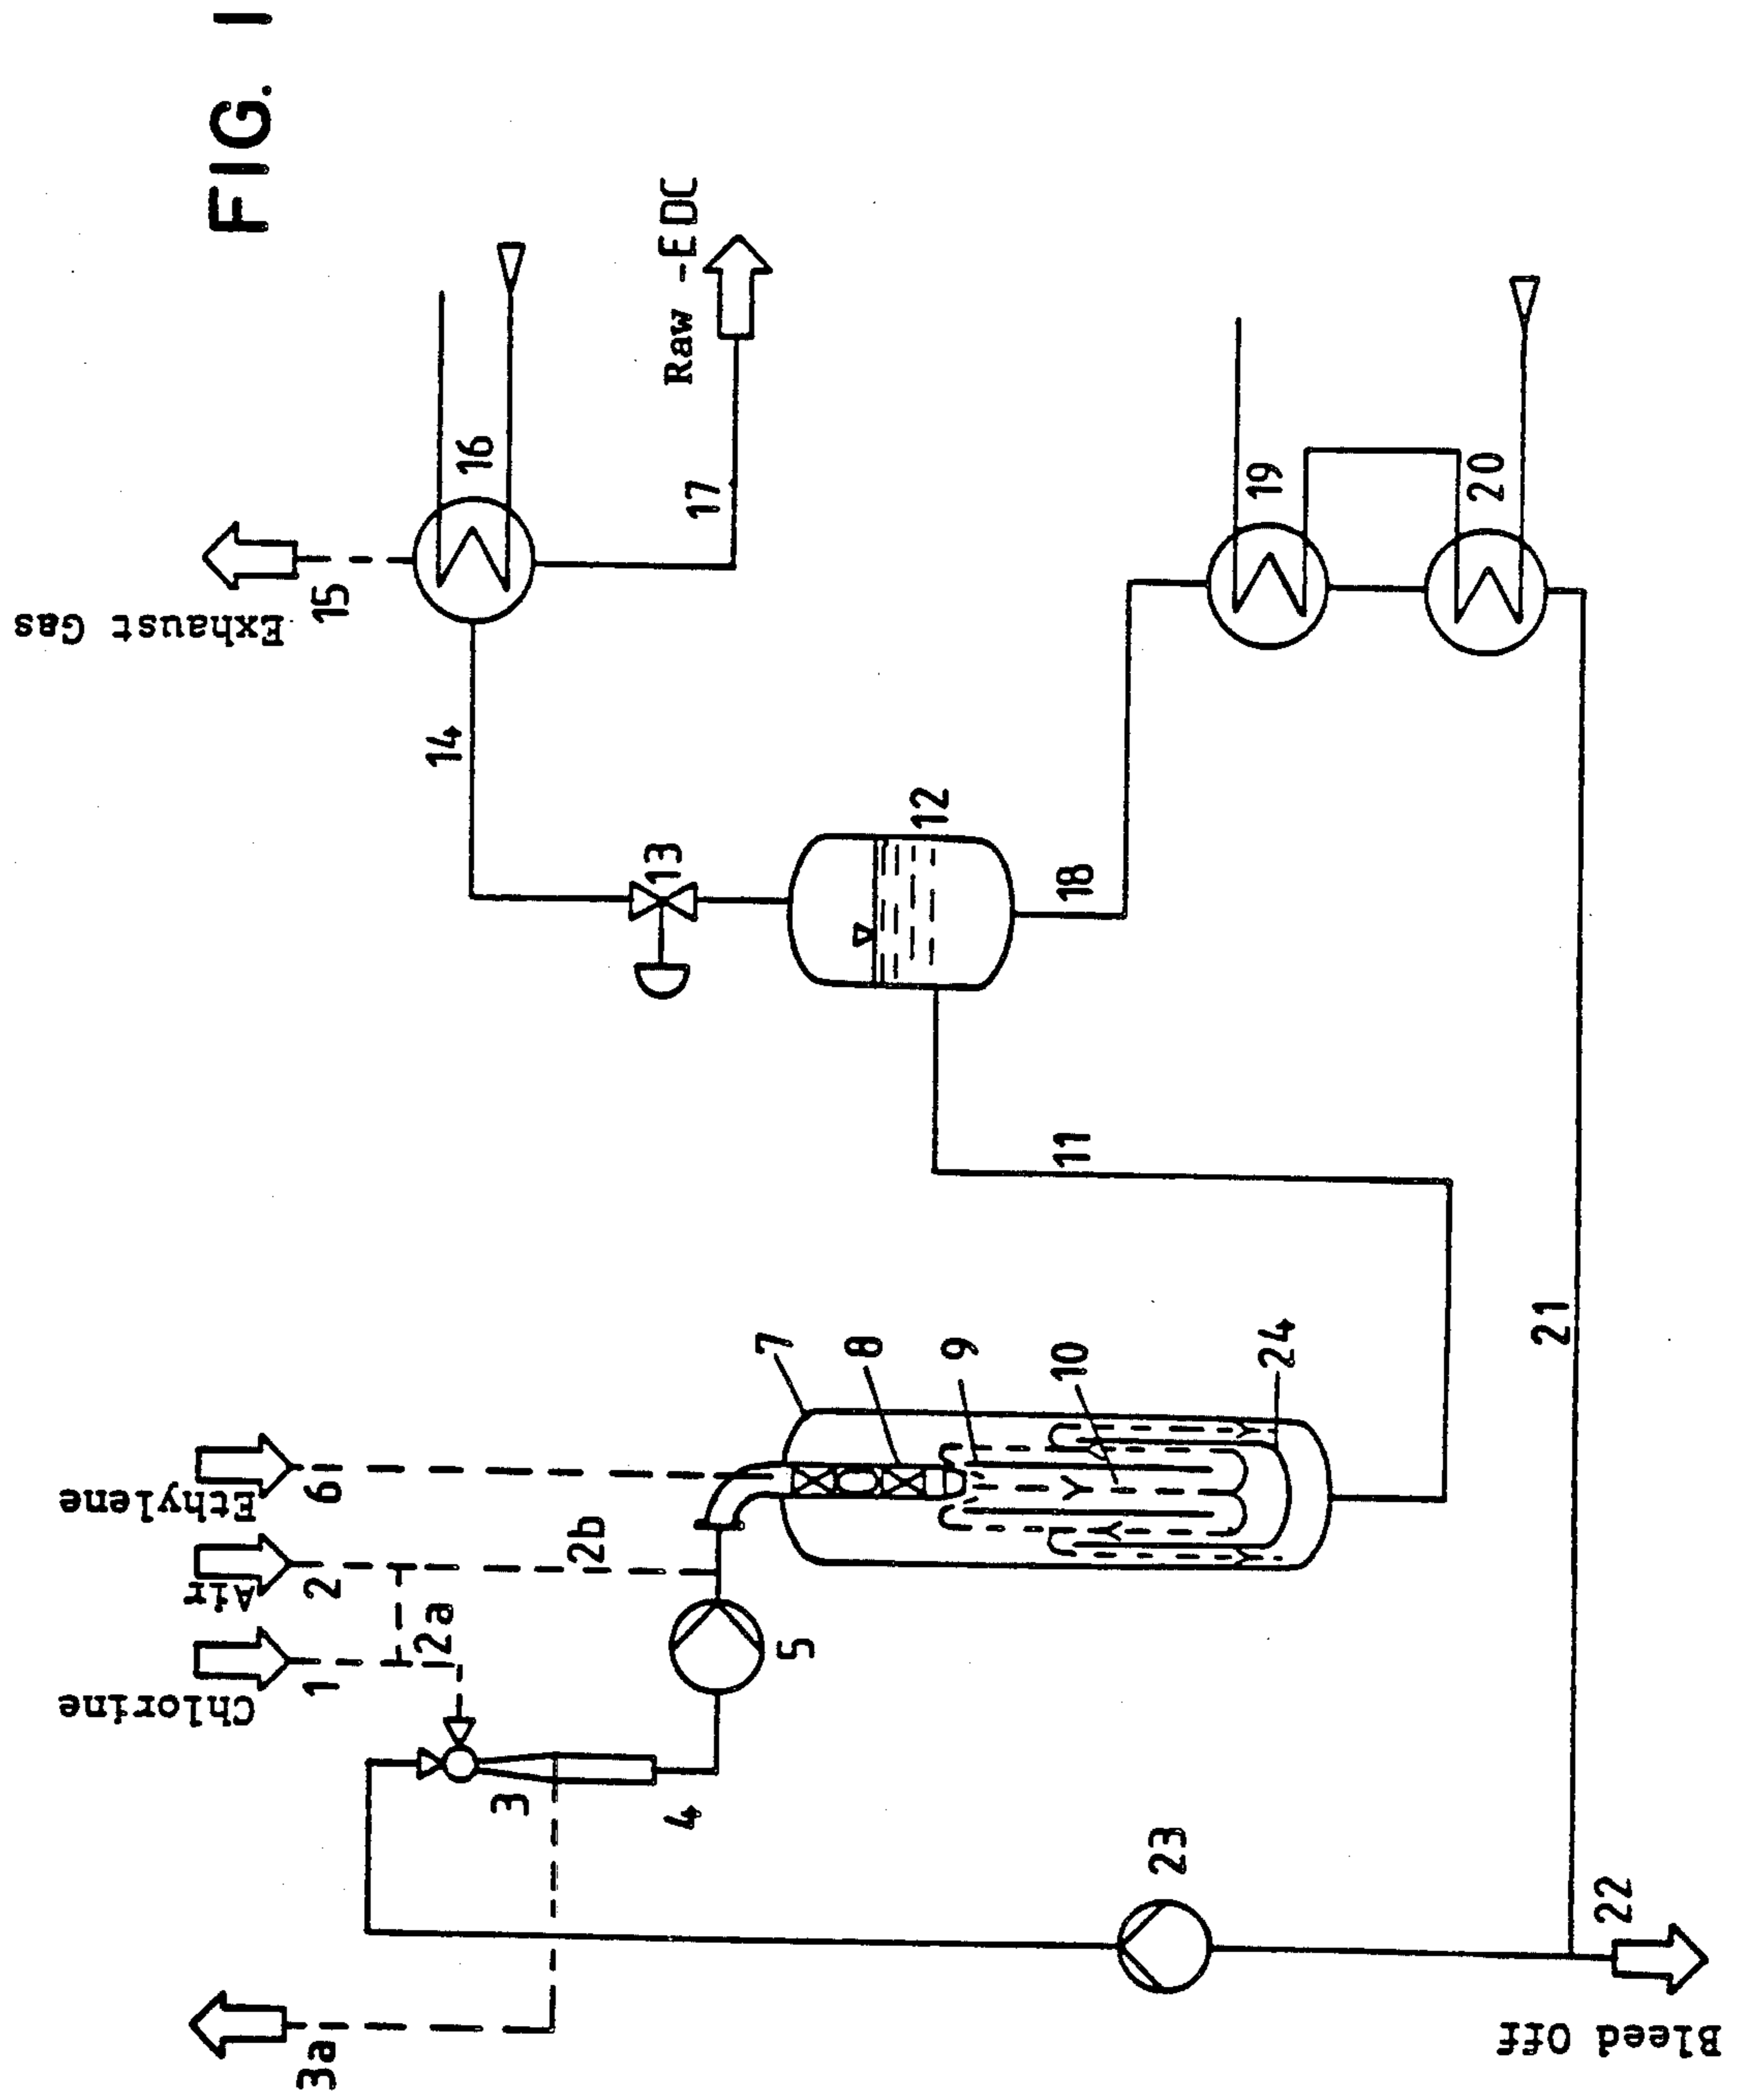 FIG. 1
Exhaust Gas
15
16
Raw -EDC
17
14
13
12
18
19
20
11
21
Ethylene
6
Air
2
2a
2b
Chlorine
1
3
3a
4
5
7
8
9
10
24
23
22
Bleed Off